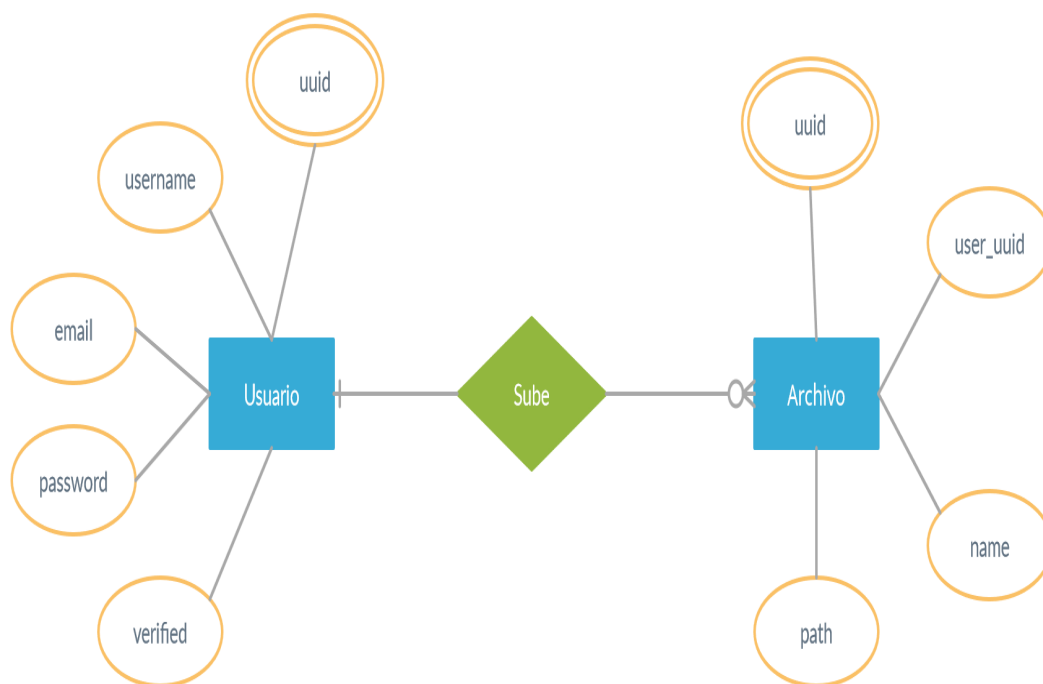 uuid
uuid
username
user_uuid
email
Usuario
Sube
Archivo
password
name
verified
path